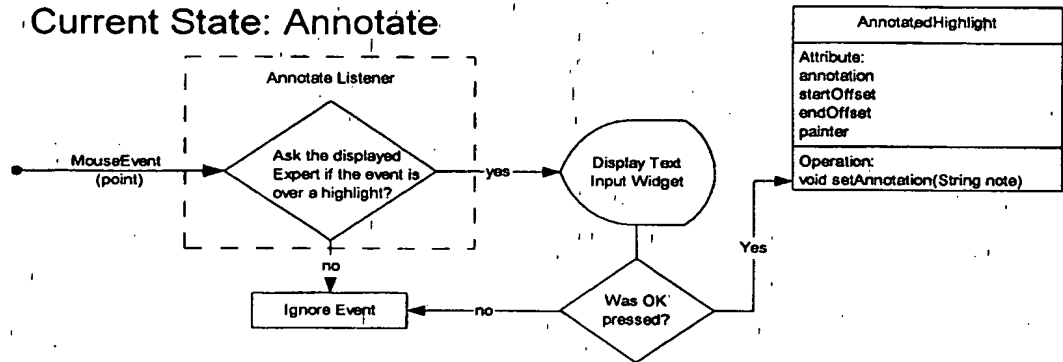 Current State: Annotate
Annotate Listener
MouseEvent
(point)
Ask the displayed
Expert if the event is
over a highlight?
yes
no
Ignore Event
Display Text
Input Widget
Was OK
pressed?
no
Yes
AnnotatedHighlight
Attribute:
annotation
startOffset
endOffset
painter
Operation:
void setAnnotation(String note)